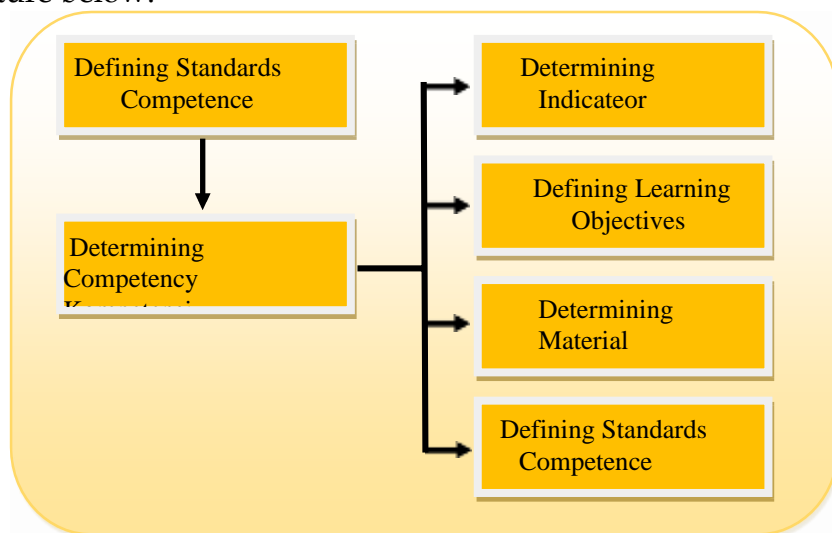 Defining Standards
Competence
Determining
Competency
Determining
Indicateor
Defining Learning
Objectives
Determining
Material
Defining Standards
Competence